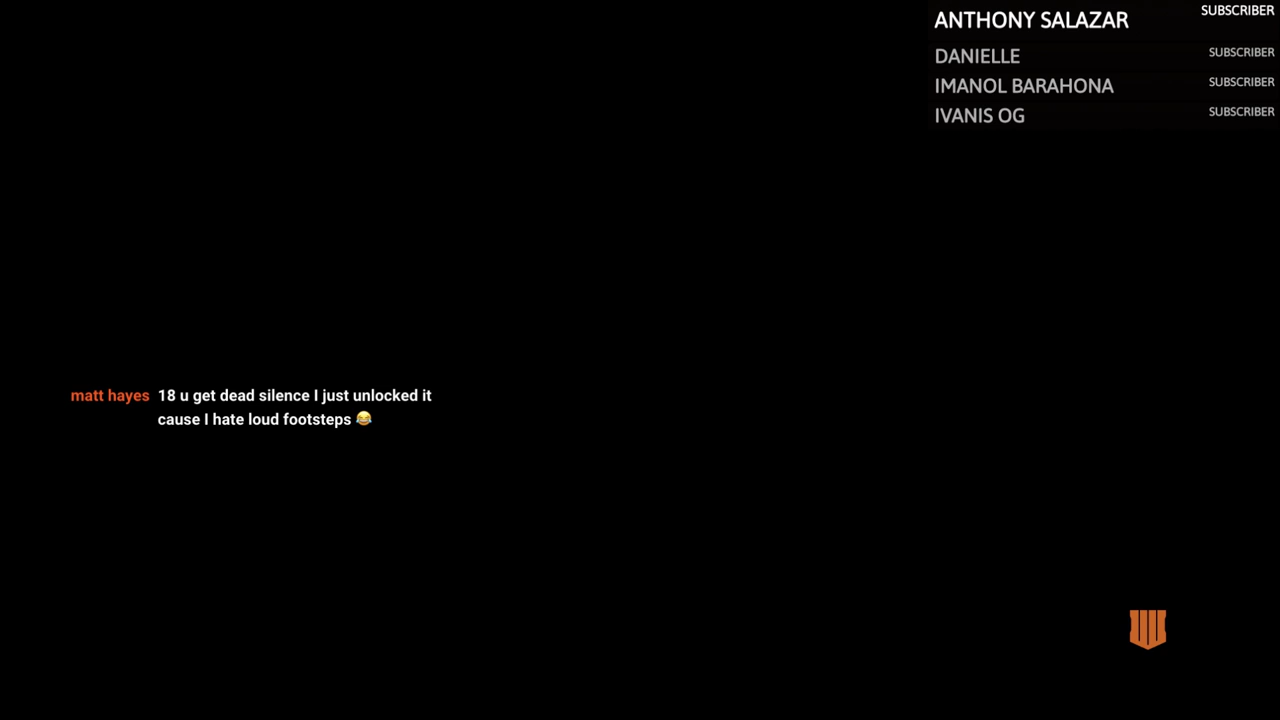 ANTHONY SALAZAR SUBSCRIBER
DANIELLE SUBSCRIBER
IMANOL BARAHONA SUBSCRIBER
IVANIS OG SUBSCRIBER
matt hayes 18 u get dead silence I just unlocked it
cause I hate loud footsteps 😂